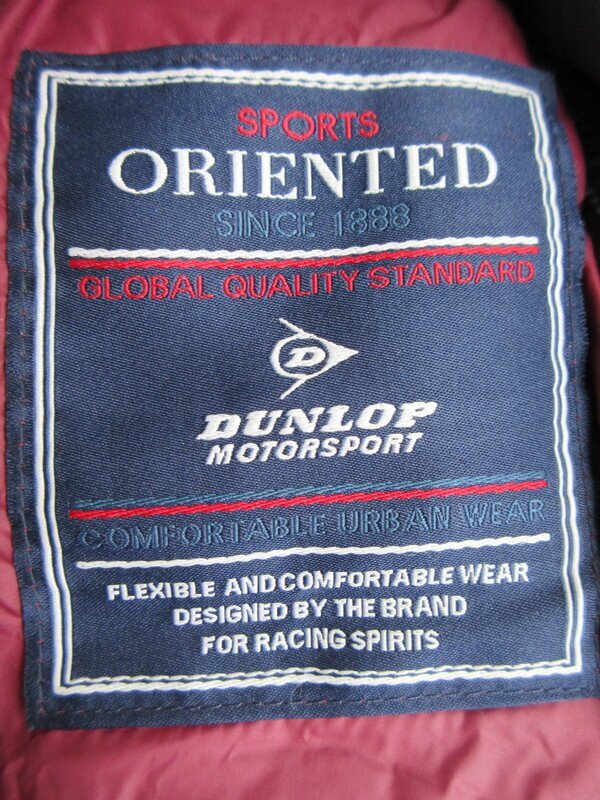 SPORTS
ORIENTED
SINCE 1888
GLOBAL QUALITY STANDARD
D
DUNLOP
MOTORSPORT
COMFORTABLE URBAN WEAR
FLEXIBLE AND COMFORTABLE WEAR
DESIGNED BY THE BRAND
FOR RACING SPIRITS